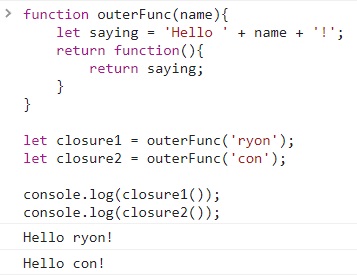 function outerFunc(name){
    let saying = 'Hello ' + name + '!';
    return function(){
        return saying;
    }
}

let closure1 = outerFunc('ryon');
let closure2 = outerFunc('con');

console.log(closure1());
console.log(closure2());
Hello ryon!
Hello con!